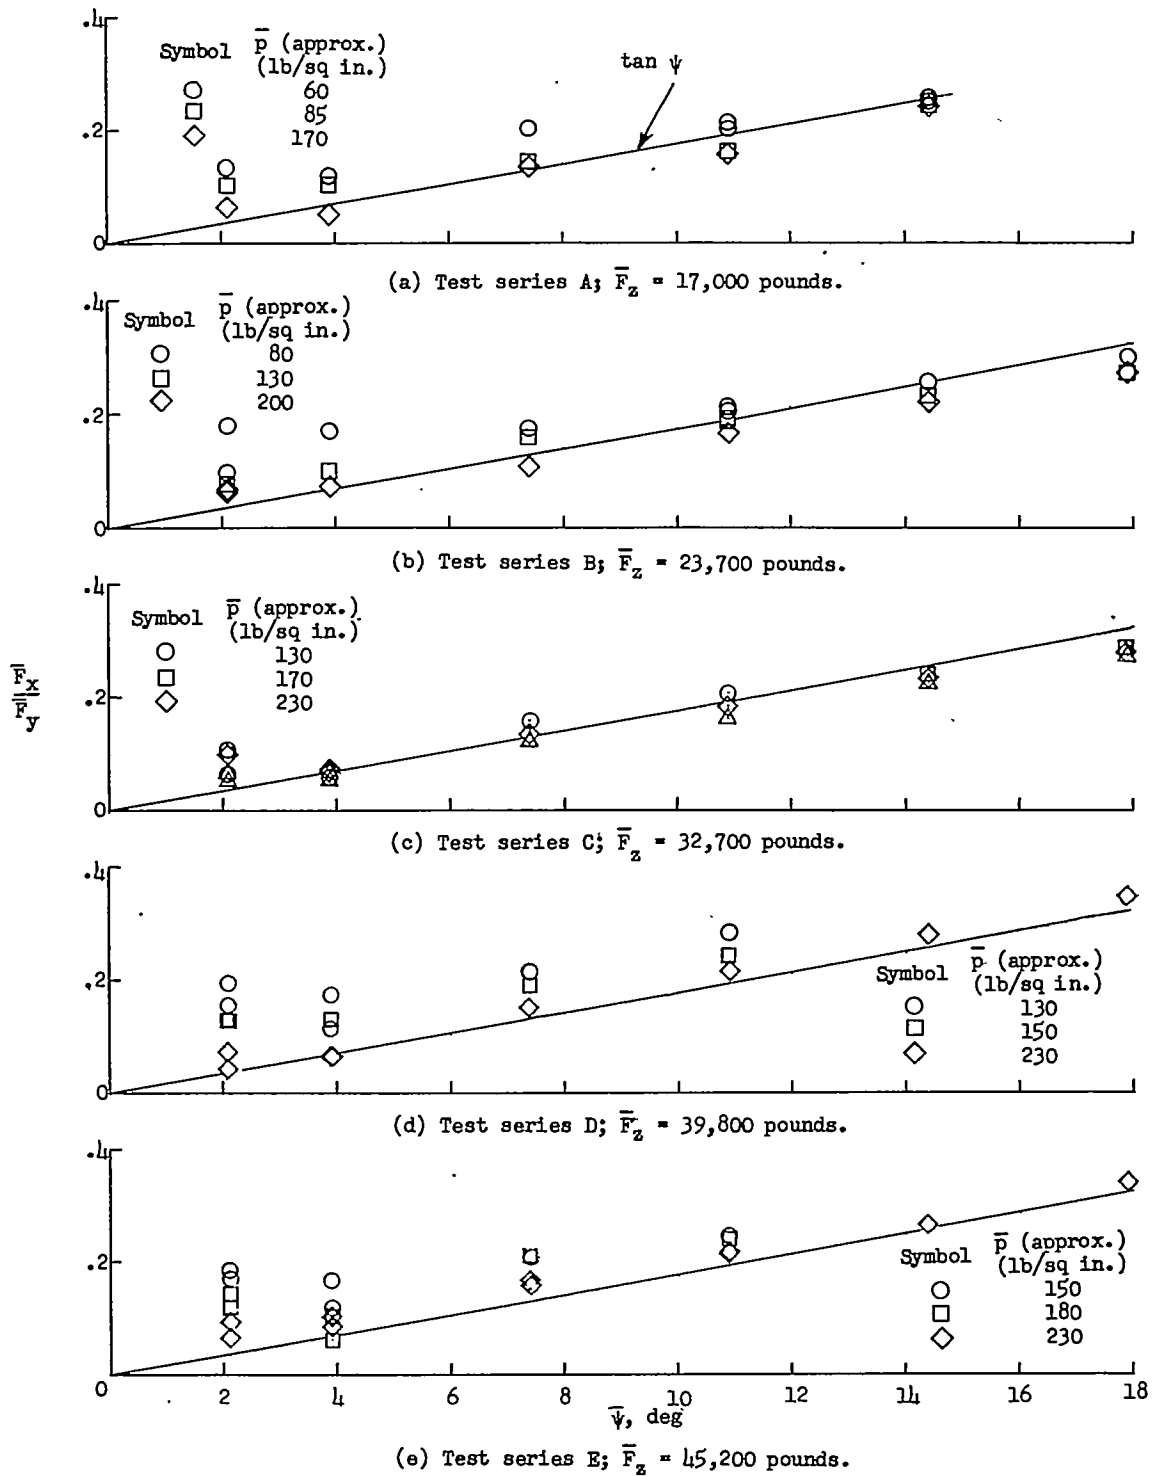 .4
Symbol p̄ (approx.)
(lb/sq in.)
60
85
170
tan ψ
.2
0
(a) Test series A; F̄z = 17,000 pounds.
.4
Symbol p̄ (approx.)
(lb/sq in.)
80
130
200
.2
0
(b) Test series B; F̄z = 23,700 pounds.
.4
Symbol p̄ (approx.)
(lb/sq in.)
130
170
230
.2
0
F̄x
F̄y
(c) Test series C; F̄z = 32,700 pounds.
.4
.2
Symbol p̄ (approx.)
(lb/sq in.)
130
150
230
0
(d) Test series D; F̄z = 39,800 pounds.
.4
.2
Symbol p̄ (approx.)
(lb/sq in.)
150
180
230
0 2 4 6 8 10 12 14 16 18
ψ̄, deg
(e) Test series E; F̄z = 45,200 pounds.